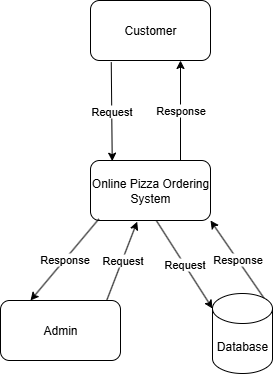 Customer
Request
Response
Online Pizza Ordering
System
Response
Request
Request
Response
Admin
Database